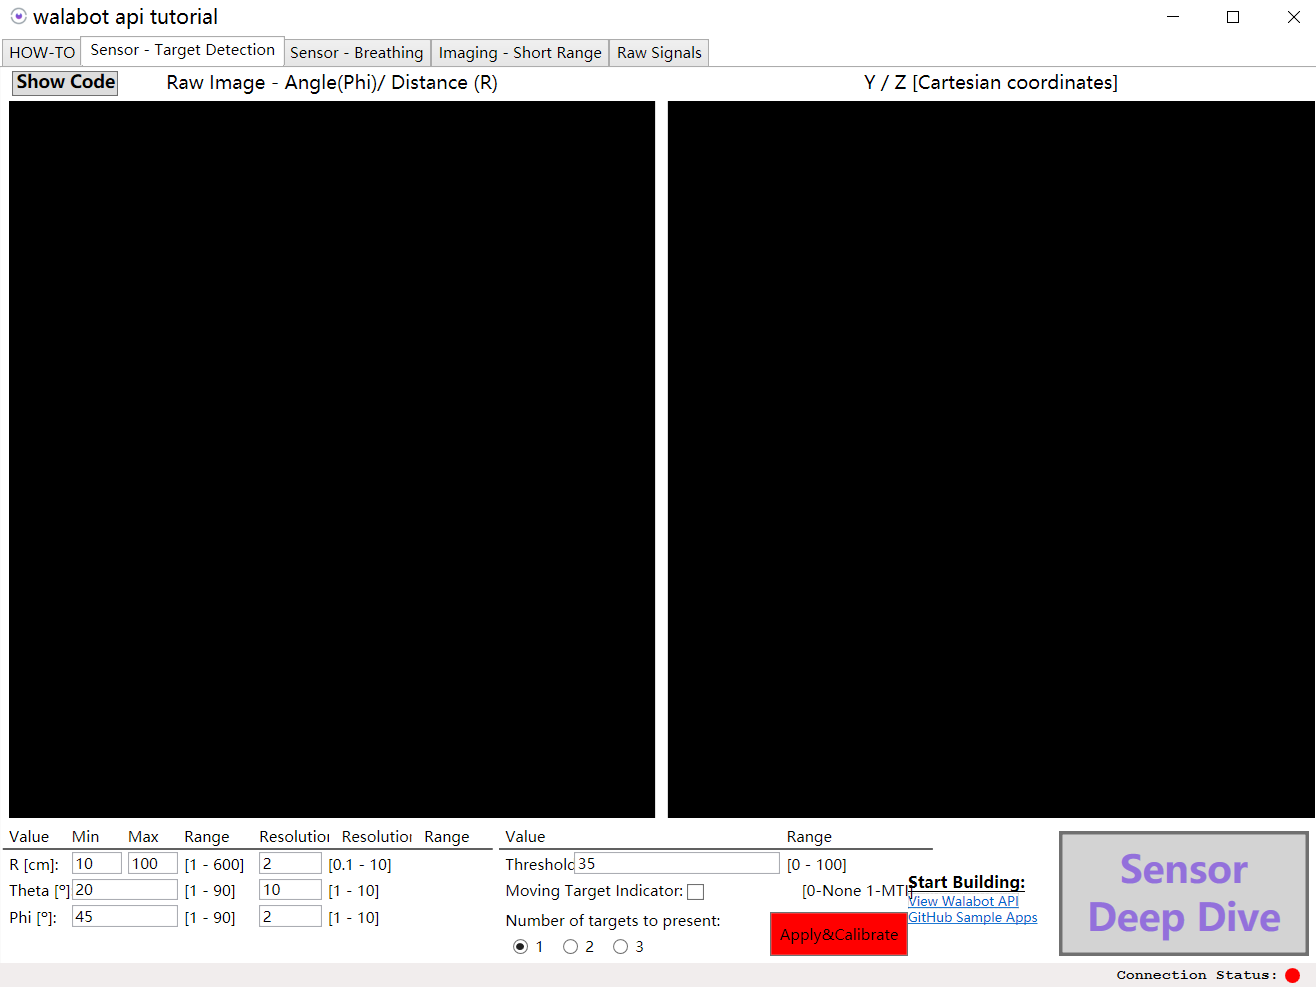 walabot api tutorial
HOW-TO Sensor - Target Detection Sensor - Breathing Imaging - Short Range Raw Signals
Show Code Raw Image - Angle(Phi)/ Distance (R) Y / Z [Cartesian coordinates]
Value Min Max Range Resolution Resolution Range Value Range
R [cm]: 10 100 [1 - 600] 2 [0.1 - 10] Threshold 35 [0 - 100]
Theta [º] 20 [1 - 90] 10 [1 - 10] Moving Target Indicator: [0-None 1-MTI]
Phi [º]: 45 [1 - 90] 2 [1 - 10] Number of targets to present:
1 2 3
Apply&Calibrate
Start Building:
View Walabot API
GitHub Sample Apps
Sensor
Deep Dive
Connection Status: